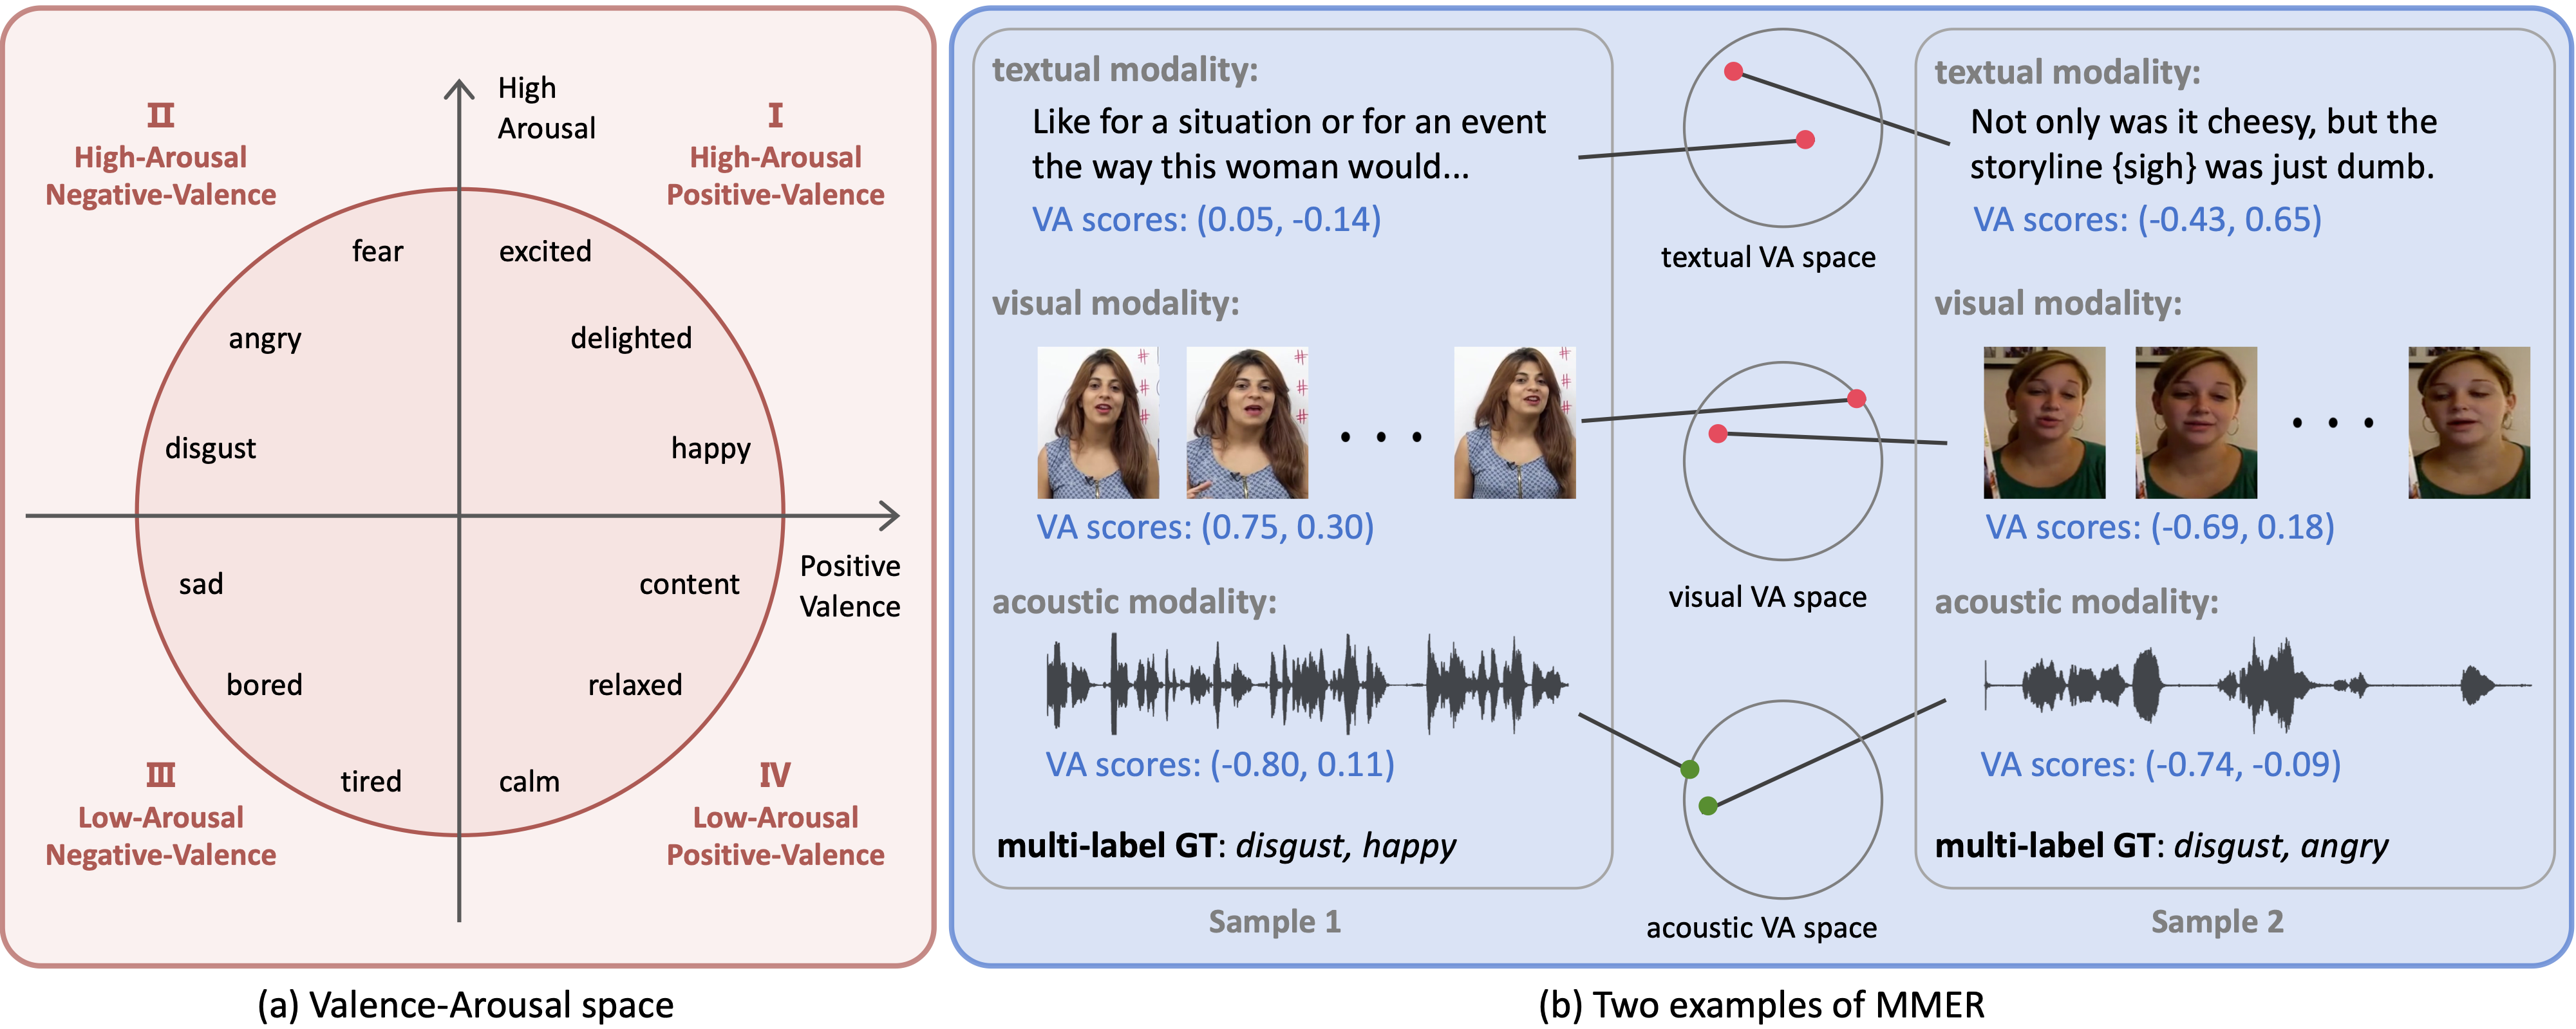 High
Arousal
II
High-Arousal
Negative-Valence
I
High-Arousal
Positive-Valence
fear
excited
angry
delighted
disgust
happy
Positive
Valence
sad
content
bored
relaxed
tired
calm
III
Low-Arousal
Negative-Valence
IV
Low-Arousal
Positive-Valence
(a) Valence-Arousal space
textual modality:
Like for a situation or for an event
the way this woman would...
VA scores: (0.05, -0.14)
visual modality:
# #
# #
# #
VA scores: (0.75, 0.30)
acoustic modality:
VA scores: (-0.80, 0.11)
multi-label GT: disgust, happy
Sample 1
textual VA space
visual VA space
acoustic VA space
textual modality:
Not only was it cheesy, but the
storyline {sigh} was just dumb.
VA scores: (-0.43, 0.65)
visual modality:
VA scores: (-0.69, 0.18)
acoustic modality:
VA scores: (-0.74, -0.09)
multi-label GT: disgust, angry
Sample 2
(b) Two examples of MMER